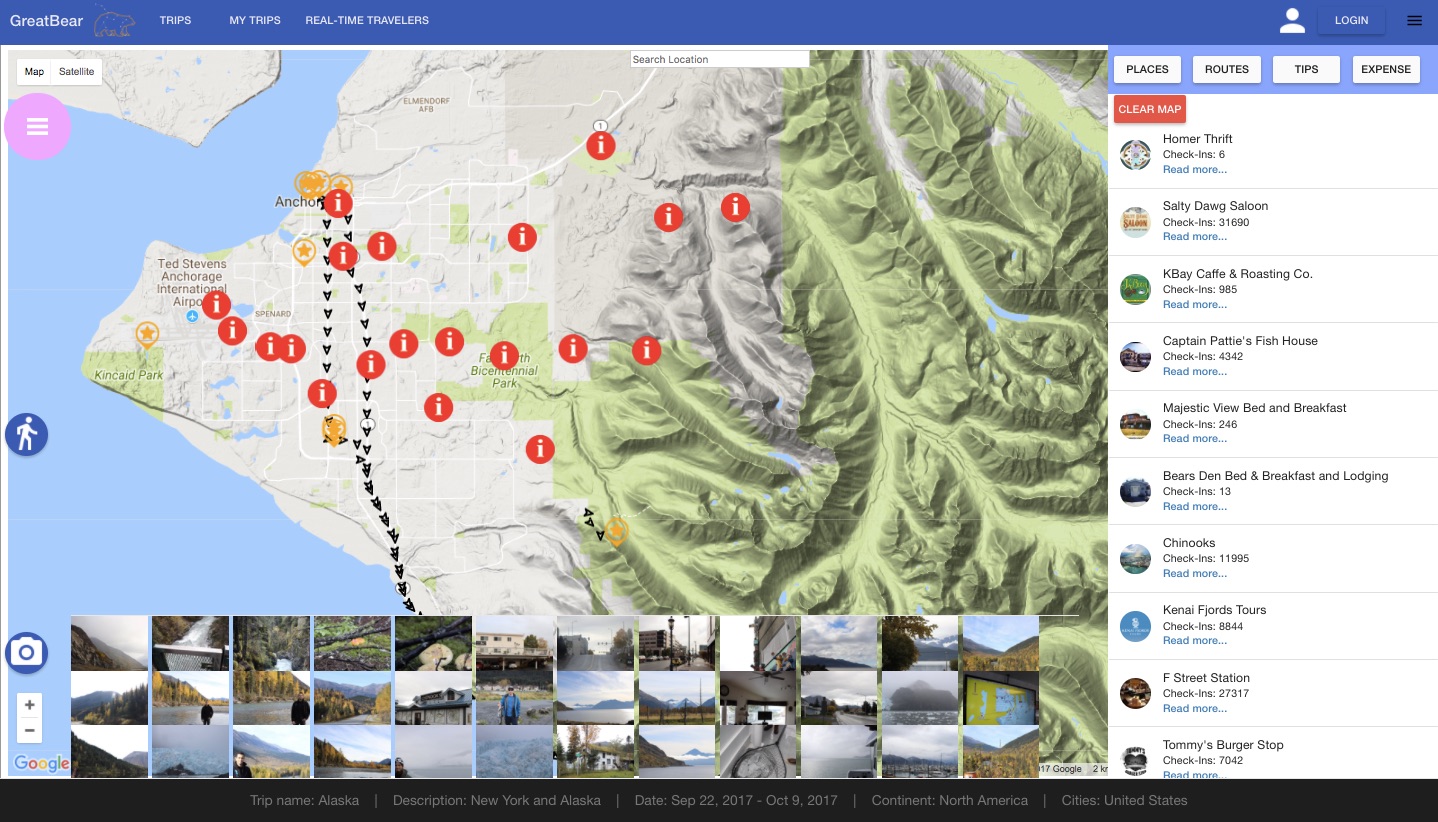 GreatBear
TRIPS
MY TRIPS
REAL-TIME TRAVELERS
LOGIN
Map
Satellite
Search Location
ELMENDORF
AFB
1
Anchor
Ted Stevens
Anchorage
International
Airpo
SPENARD
Kincaid Park
Bicentennial
Park
Google
17 Google
2 k
PLACES
ROUTES
TIPS
EXPENSE
CLEAR MAP
Homer Thrift
Check-Ins: 6
Read more...
Salty Dawg Saloon
Check-Ins: 31690
Read more...
KBay Caffe & Roasting Co.
Check-Ins: 985
Read more...
Captain Pattie's Fish House
Check-Ins: 4342
Read more...
Majestic View Bed and Breakfast
Check-Ins: 246
Read more...
Bears Den Bed & Breakfast and Lodging
Check-Ins: 13
Read more...
Chinooks
Check-Ins: 11995
Read more...
Kenai Fjords Tours
Check-Ins: 8844
Read more...
F Street Station
Check-Ins: 27317
Read more...
Tommy's Burger Stop
Check-Ins: 7042
Read more...
Trip name: Alaska | Description: New York and Alaska | Date: Sep 22, 2017 - Oct 9, 2017 | Continent: North America | Cities: United States